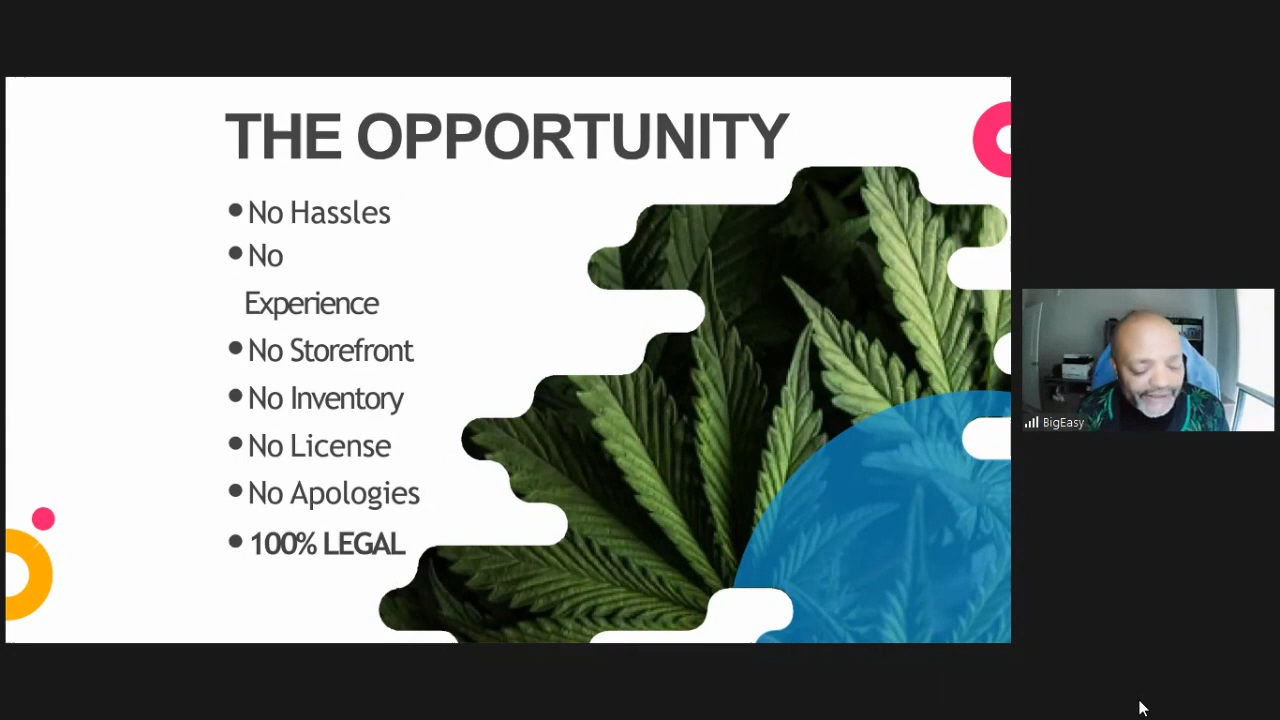 THE OPPORTUNITY
• No Hassles
• No
Experience
• No Storefront
• No Inventory
• No License
• No Apologies
• 100% LEGAL
BigEasy